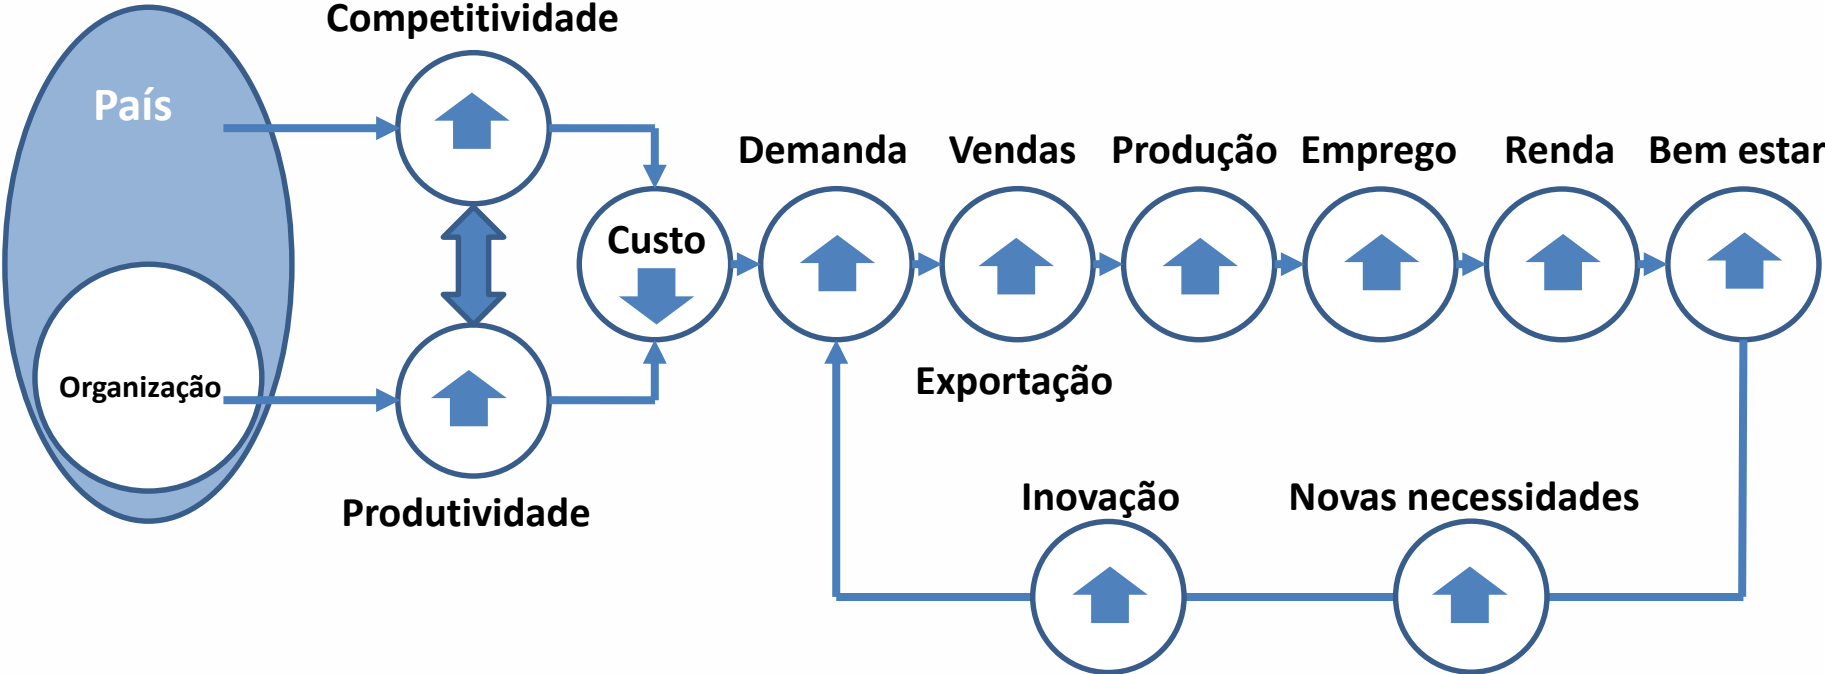 Competitividade
País
Demanda
Vendas
Produção
Emprego
Renda
Bem estar
Custo
Organização
Exportação
Produtividade
Inovação
Novas necessidades